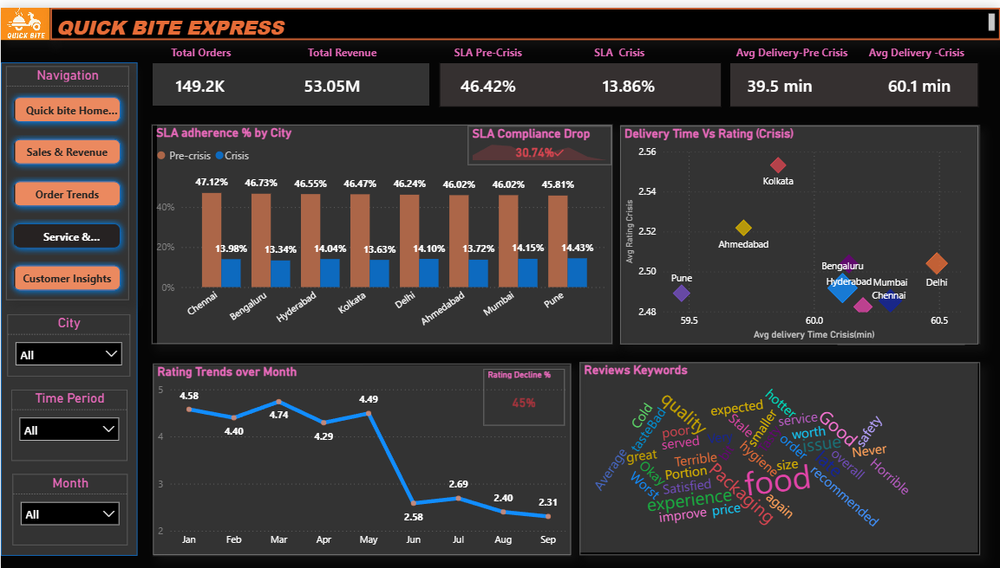 QUICK BITE
QUICK BITE EXPRESS
Total Orders
Total Revenue
SLA Pre-Crisis
SLA Crisis
Avg Delivery-Pre Crisis
Avg Delivery -Crisis
149.2K
53.05M
46.42%
13.86%
39.5 min
60.1 min
Navigation
Quick bite Home...
Sales & Revenue
Order Trends
Service &...
Customer Insights
City
All
Time Period
All
Month
All
SLA adherence % by City
SLA Compliance Drop
30.74%
Pre-crisis
Crisis
47.12%
46.73%
46.55%
46.47%
46.24%
46.02%
46.02%
45.81%
40%
20%
0%
13.98%
13.34%
14.04%
13.63%
14.10%
13.72%
14.15%
14.43%
Chennai
Bengaluru
Hyderabad
Kolkata
Delhi
Ahmedabad
Mumbai
Pune
Delivery Time Vs Rating (Crisis)
Avg Rating Crisis
2.56
2.54
2.52
2.50
2.48
Kolkata
Ahmedabad
Pune
Bengaluru
Hyderabad
Mumbai
Chennai
Delhi
59.5
60.0
60.5
Avg delivery Time Crisis(min)
Rating Trends over Month
Rating Decline %
45%
5
4
3
2
4.58
4.40
4.74
4.29
4.49
2.58
2.69
2.40
2.31
Jan
Feb
Mar
Apr
May
Jun
Jul
Aug
Sep
Reviews Keywords
Cold
tasteBad
quality
expected
hotter
Stale
smaller
service
Good
safety
poor
served
very
worth
order
issue
Never
Average
great
Terrible
hygiene
size
late
overall
Horrible
Okay
Portion
Worst
Satisfied
Packaging
food
recommended
experience
again
improve
price